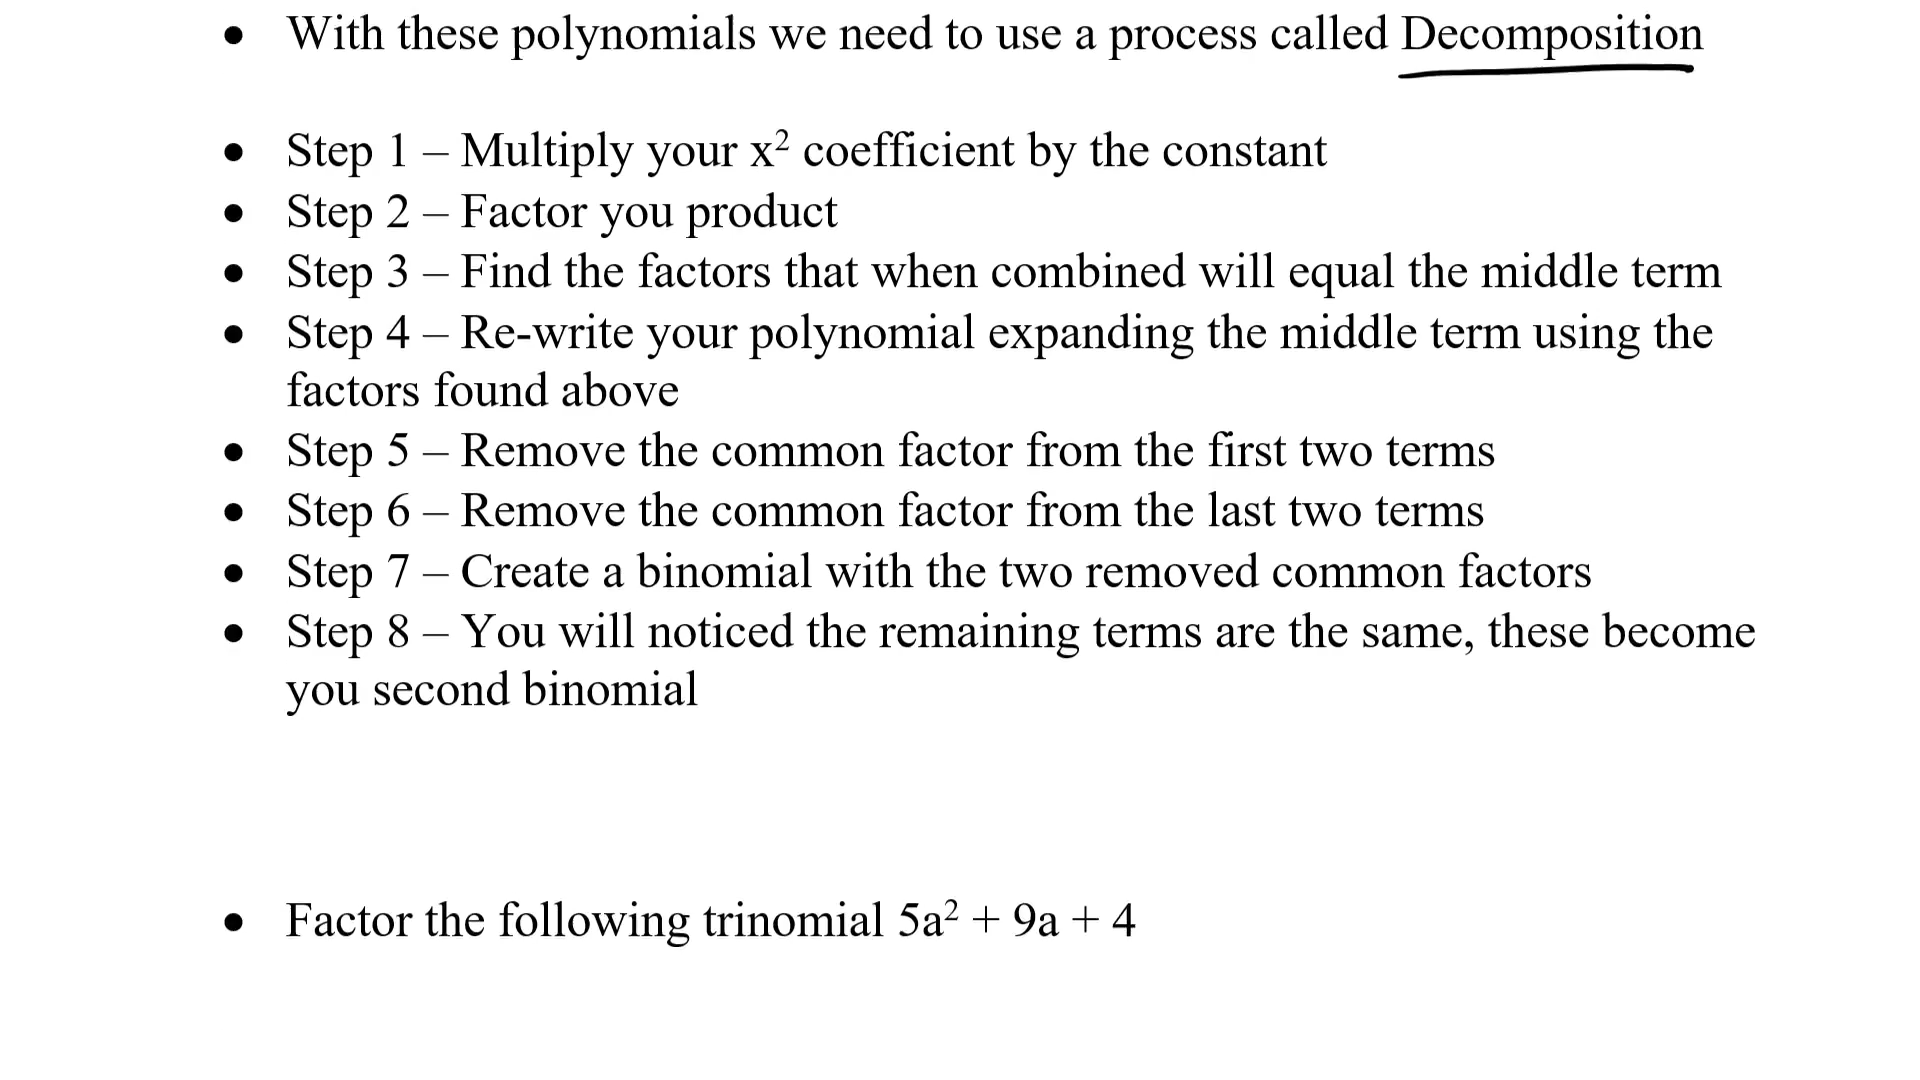 • With these polynomials we need to use a process called Decomposition
• Step 1 – Multiply your x² coefficient by the constant
• Step 2 – Factor you product
• Step 3 – Find the factors that when combined will equal the middle term
• Step 4 – Re-write your polynomial expanding the middle term using the
factors found above
• Step 5 – Remove the common factor from the first two terms
• Step 6 – Remove the common factor from the last two terms
• Step 7 – Create a binomial with the two removed common factors
• Step 8 – You will noticed the remaining terms are the same, these become
you second binomial
• Factor the following trinomial 5a² + 9a + 4